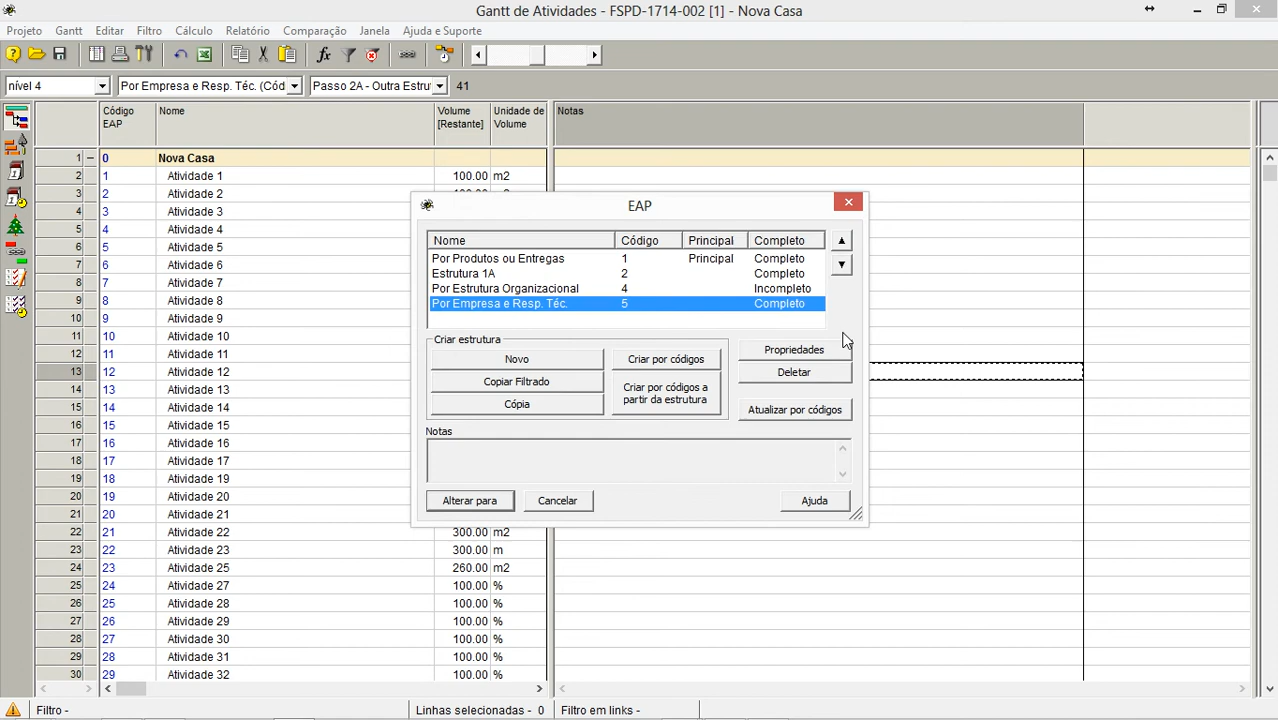 Gantt de Atividades - FSPD-1714-002 [1] - Nova Casa
Projeto Gantt Editar Filtro Cálculo Relatório Comparação Janela Ajuda e Suporte
nível 4 Por Empresa e Resp. Téc. (Cód Passo 2A - Outra Estru 41
Código EAP Nome Volume [Restante] Unidade de Volume Notas
1 0 Nova Casa
2 1 Atividade 1 100.00 m2
3 2 Atividade 2
4 3 Atividade 3
5 4 Atividade 4
6 5 Atividade 5
7 6 Atividade 6
8 7 Atividade 7
9 8 Atividade 8
10 9 Atividade 9
11 10 Atividade 10
12 11 Atividade 11
13 12 Atividade 12
14 13 Atividade 13
15 14 Atividade 14
16 15 Atividade 15
17 16 Atividade 16
18 17 Atividade 17
19 18 Atividade 18
20 19 Atividade 19
21 20 Atividade 21
22 21 Atividade 22 300.00 m2
23 22 Atividade 23 300.00 m
24 23 Atividade 25 260.00 m2
25 24 Atividade 27 100.00 %
26 25 Atividade 28 100.00 %
27 26 Atividade 29 100.00 %
28 27 Atividade 30 100.00 %
29 28 Atividade 31 100.00 %
30 29 Atividade 32 100.00 %
EAP
Nome Código Principal Completo
Por Produtos ou Entregas 1 Principal Completo
Estrutura 1A 2 Completo
Por Estrutura Organizacional 4 Incompleto
Por Empresa e Resp. Téc. 5 Completo
Criar estrutura
Novo Criar por códigos Propriedades
Copiar Filtrado Criar por códigos a partir da estrutura Deletar
Cópia Atualizar por códigos
Notas
Alterar para Cancelar Ajuda
Filtro - Linhas selecionadas - 0 Filtro em links -